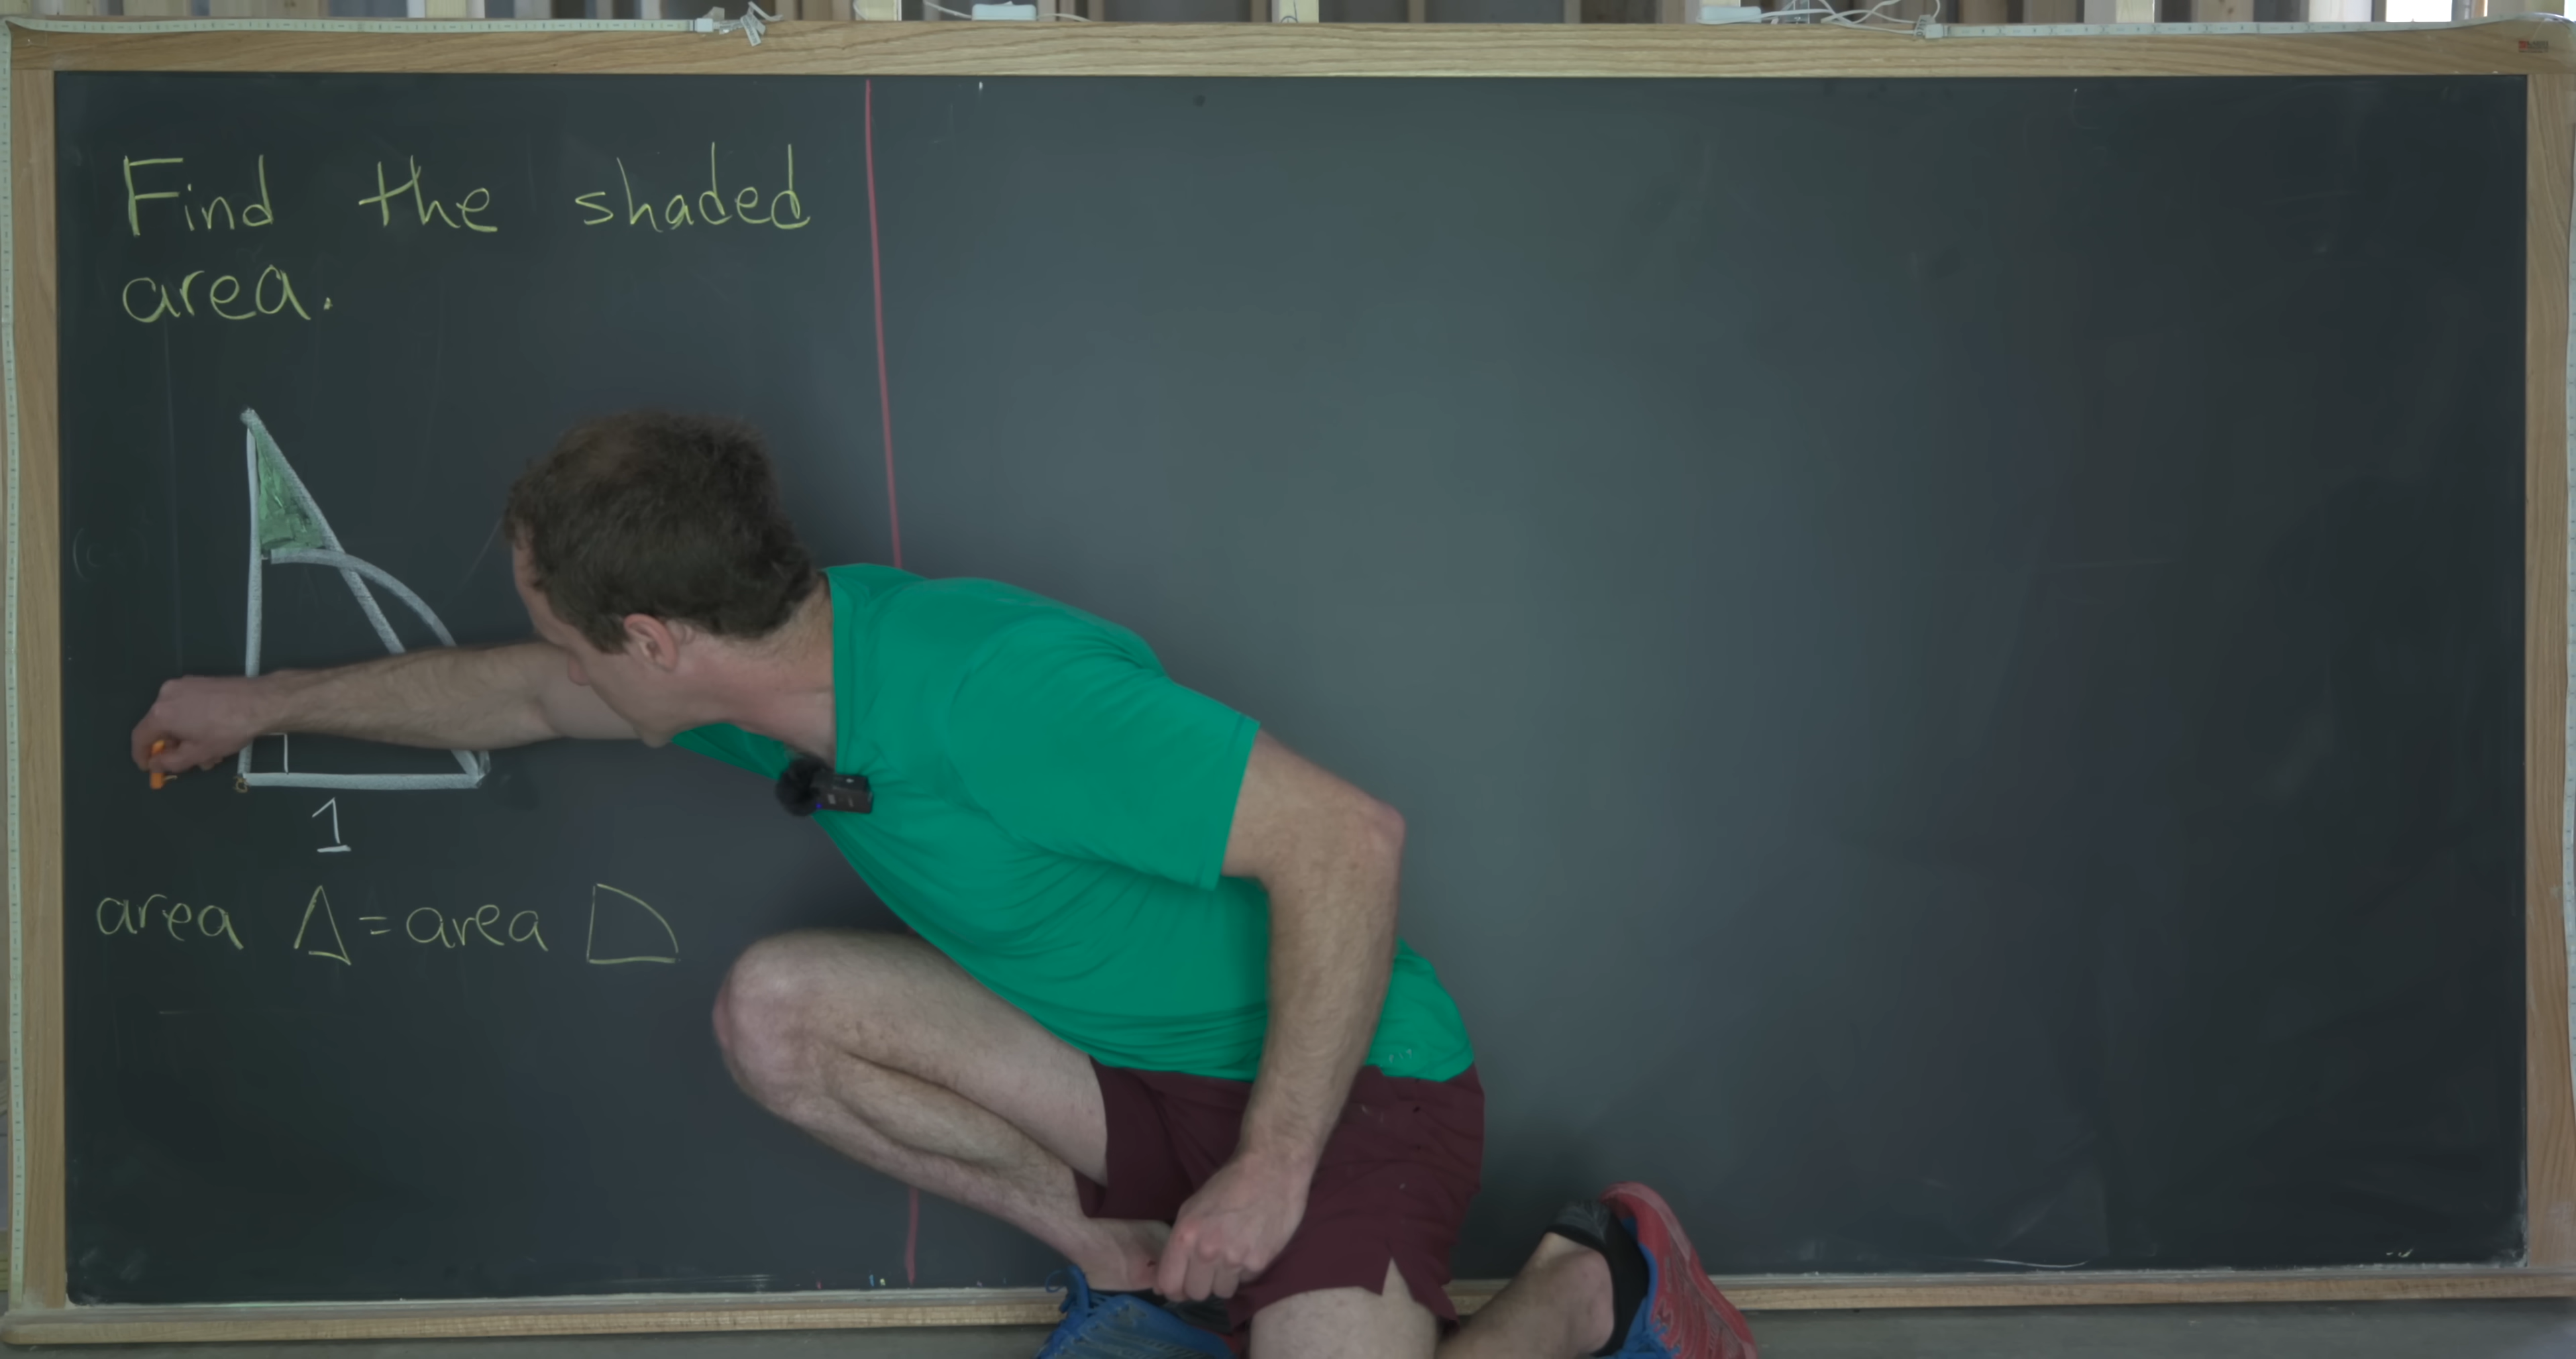 Find the shaded
area.
1
area Δ = area